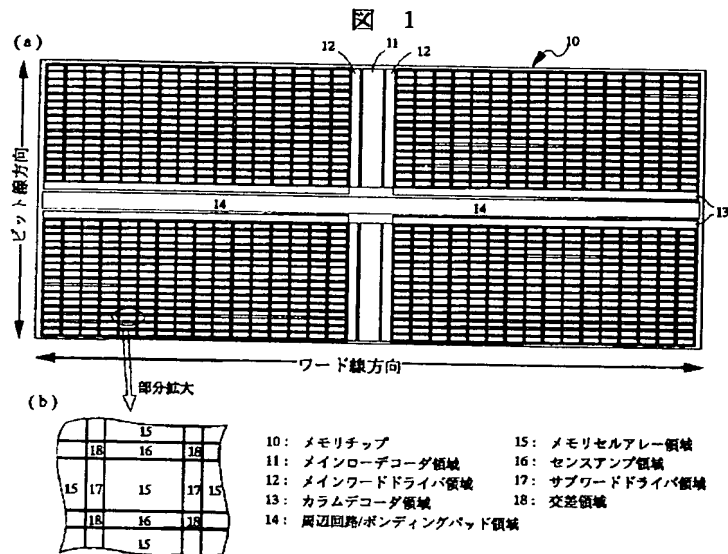 図 1
(a)
12 11 12 10
ビット線方向
14 14
13
ワード線方向
部分拡大
(b)
15
18 16 18
15 17 15 17 15
18 16 18
15
10: メモリチップ
11: メインローデコーダ領域
12: メインワードドライバ領域
13: カラムデコーダ領域
14: 周辺回路/ボンディングパッド領域
15: メモリセルアレー領域
16: センスアンプ領域
17: サブワードドライバ領域
18: 交差領域